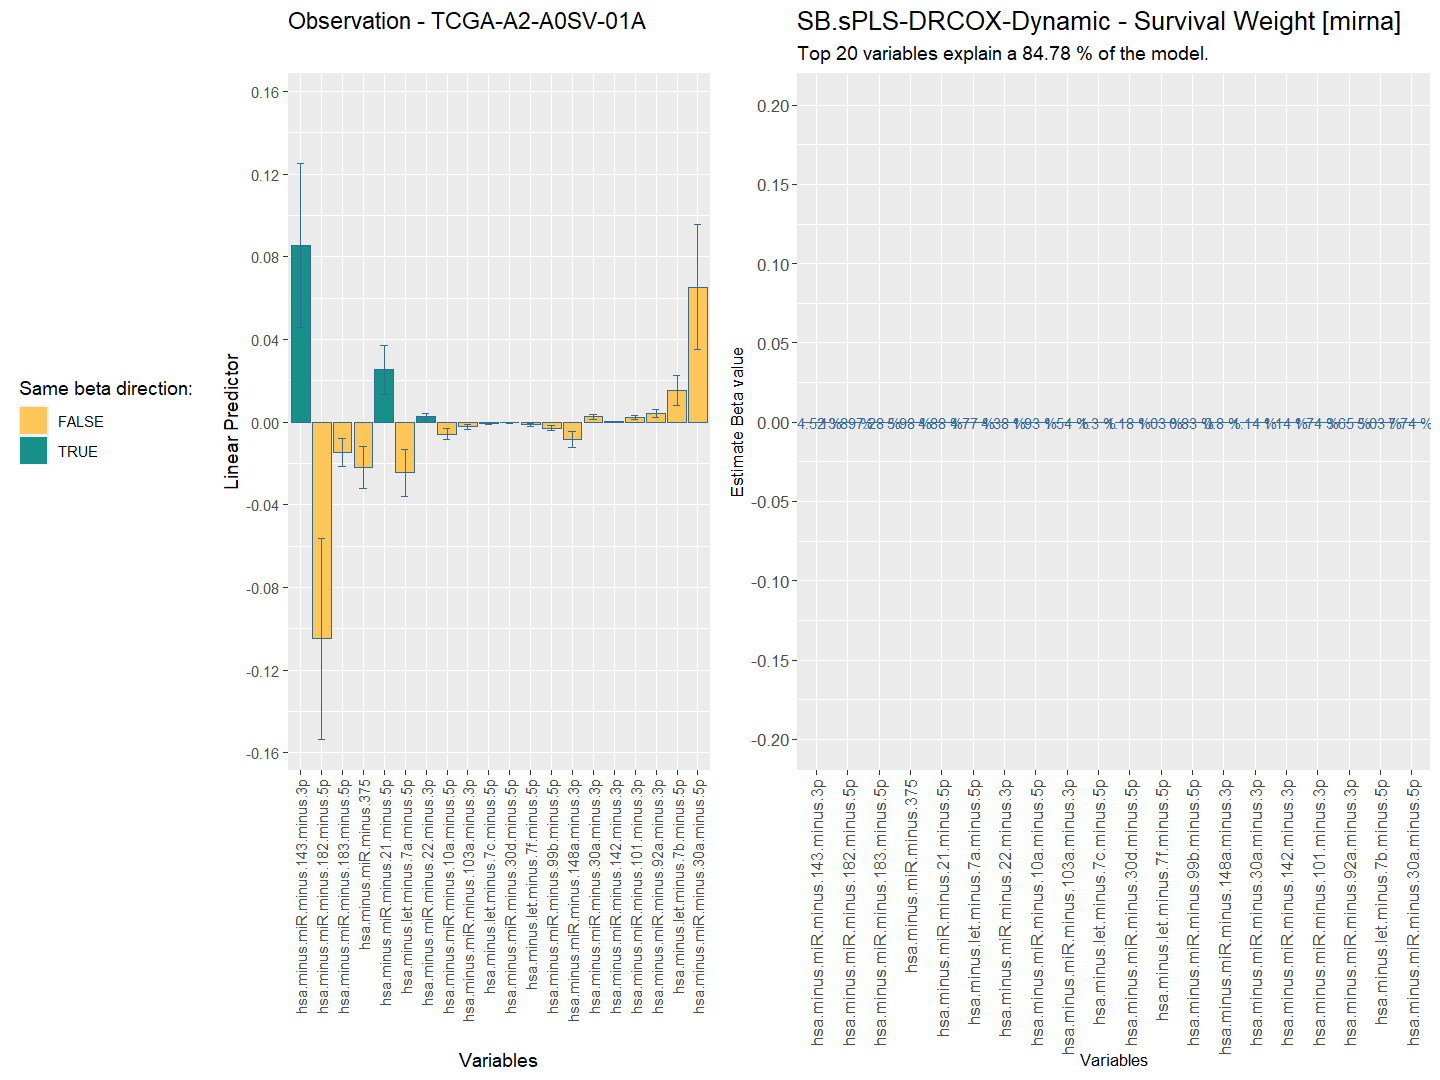 Observation - TCGA-A2-A0SV-01A
SB.sPLS-DRCOX-Dynamic - Survival Weight [mirna]
Top 20 variables explain a 84.78 % of the model.
Same beta direction:
FALSE
TRUE
Linear Predictor
0.16
0.12
0.08
0.04
0.00
-0.04
-0.08
-0.12
-0.16
hsa.minus.miR.minus.143.minus.3p
hsa.minus.miR.minus.182.minus.5p
hsa.minus.miR.minus.183.minus.5p
hsa.minus.miR.minus.375
hsa.minus.miR.minus.21.minus.5p
hsa.minus.let.minus.7a.minus.5p
hsa.minus.miR.minus.22.minus.3p
hsa.minus.miR.minus.10a.minus.5p
hsa.minus.miR.minus.103a.minus.3p
hsa.minus.let.minus.7c.minus.5p
hsa.minus.miR.minus.30d.minus.5p
hsa.minus.let.minus.7f.minus.5p
hsa.minus.miR.minus.99b.minus.5p
hsa.minus.miR.minus.148a.minus.3p
hsa.minus.miR.minus.30a.minus.3p
hsa.minus.miR.minus.142.minus.3p
hsa.minus.miR.minus.101.minus.3p
hsa.minus.miR.minus.92a.minus.3p
hsa.minus.let.minus.7b.minus.5p
hsa.minus.miR.minus.30a.minus.5p
Variables
Estimate Beta value
0.20
0.15
0.10
0.05
0.00
-0.05
-0.10
-0.15
-0.20
hsa.minus.miR.minus.143.minus.3p
hsa.minus.miR.minus.182.minus.5p
hsa.minus.miR.minus.183.minus.5p
hsa.minus.miR.minus.375
hsa.minus.miR.minus.21.minus.5p
hsa.minus.let.minus.7a.minus.5p
hsa.minus.miR.minus.22.minus.3p
hsa.minus.miR.minus.10a.minus.5p
hsa.minus.miR.minus.103a.minus.3p
hsa.minus.let.minus.7c.minus.5p
hsa.minus.miR.minus.30d.minus.5p
hsa.minus.let.minus.7f.minus.5p
hsa.minus.miR.minus.99b.minus.5p
hsa.minus.miR.minus.148a.minus.3p
hsa.minus.miR.minus.30a.minus.3p
hsa.minus.miR.minus.142.minus.3p
hsa.minus.miR.minus.101.minus.3p
hsa.minus.miR.minus.92a.minus.3p
hsa.minus.let.minus.7b.minus.5p
hsa.minus.miR.minus.30a.minus.5p
Variables